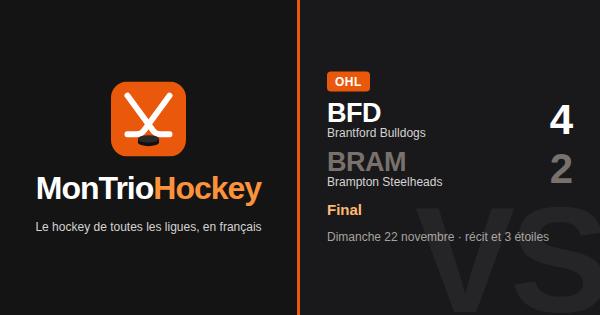 MonTrioHockey
Le hockey de toutes les ligues, en français
OHL
BFD 4
Brantford Bulldogs
BRAM 2
Brampton Steelheads
Final
Dimanche 22 novembre · récit et 3 étoiles
VS